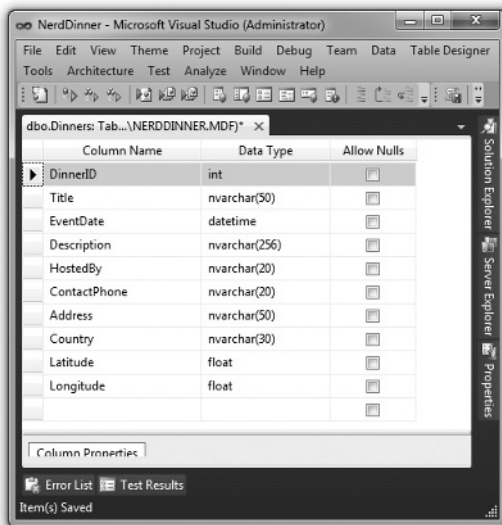 NerdDinner - Microsoft Visual Studio (Administrator)
File Edit View Theme Project Build Debug Team Data Table Designer
Tools Architecture Test Analyze Window Help
dbo.Dinners: Tab...\NERDDINNER.MDF)*
Column Name Data Type Allow Nulls
DinnerID int
Title nvarchar(50)
EventDate datetime
Description nvarchar(256)
HostedBy nvarchar(20)
ContactPhone nvarchar(20)
Address nvarchar(50)
Country nvarchar(30)
Latitude float
Longitude float
Column Properties
Error List Test Results
Item(s) Saved
Solution Explorer
Server Explorer
Properties